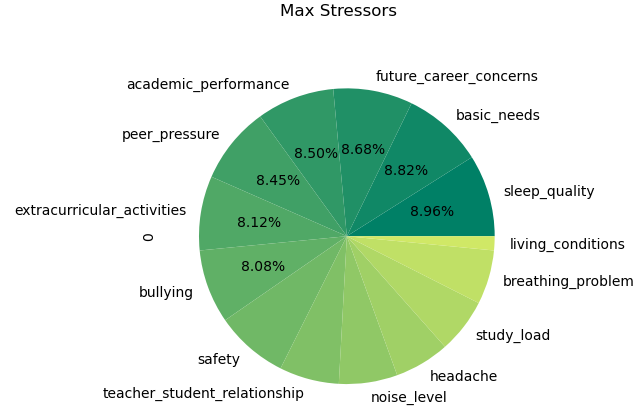 Max Stressors
future_career_concerns
academic_performance
basic_needs
peer_pressure
8.68%
8.50%
8.82%
8.45%
sleep_quality
extracurricular_activities
8.96%
8.12%
0
living_conditions
8.08%
breathing_problem
bullying
study_load
safety
headache
teacher_student_relationship
noise_level